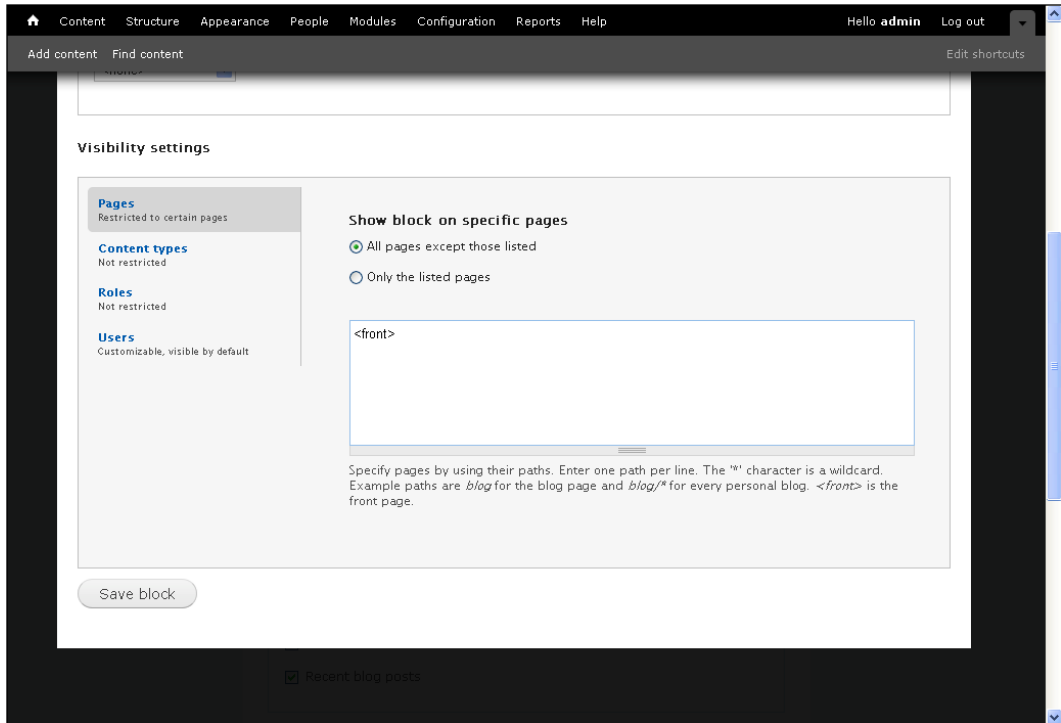 Content Structure Appearance People Modules Configuration Reports Help Hello admin Log out
Add content Find content Edit shortcuts
<none>
Visibility settings
Pages
Restricted to certain pages
Content types
Not restricted
Roles
Not restricted
Users
Customizable, visible by default
Show block on specific pages
All pages except those listed
Only the listed pages
<front>
Specify pages by using their paths. Enter one path per line. The '*' character is a wildcard.
Example paths are blog for the blog page and blog/* for every personal blog. <front> is the
front page.
Save block
Recent blog posts